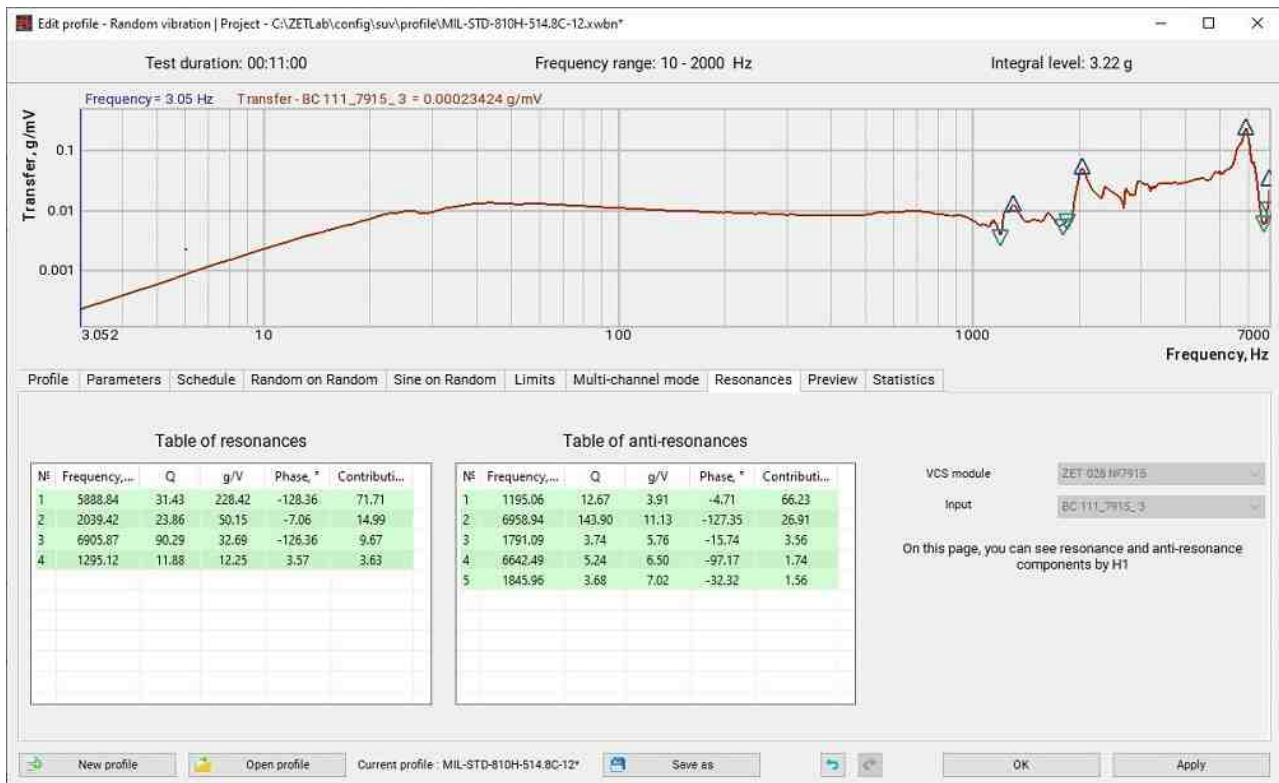 Edit profile - Random vibration | Project - C:\ZETLab\config\suv\profile\MIL-STD-810H-514.8C-12.xwbn*
Test duration: 00:11:00 Frequency range: 10 - 2000 Hz Integral level: 3.22 g
Frequency = 3.05 Hz Transfer - BC 111_7915_ 3 = 0.00023424 g/mV
Transfer, g/mV
0.1
0.01
0.001
3.052 10 100 1000 7000
Frequency, Hz
Profile Parameters Schedule Random on Random Sine on Random Limits Multi-channel mode Resonances Preview Statistics
Table of resonances
№ Frequency,... Q g/V Phase, ° Contributi...
1 5888.84 31.43 228.42 -128.36 71.71
2 2039.42 23.86 50.15 -7.06 14.99
3 6905.87 90.29 32.69 -126.36 9.67
4 1295.12 11.88 12.25 3.57 3.63
Table of anti-resonances
№ Frequency,... Q g/V Phase, ° Contributi...
1 1195.06 12.67 3.91 -4.71 66.23
2 6958.94 143.90 11.13 -127.35 26.91
3 1791.09 3.74 5.76 -15.74 3.56
4 6642.49 5.24 6.50 -97.17 1.74
5 1845.96 3.68 7.02 -32.32 1.56
VCS module ZET 028 №7915
Input BC 111_7915_ 3
On this page, you can see resonance and anti-resonance
components by H1
New profile Open profile Current profile : MIL-STD-810H-514.8C-12* Save as OK Apply